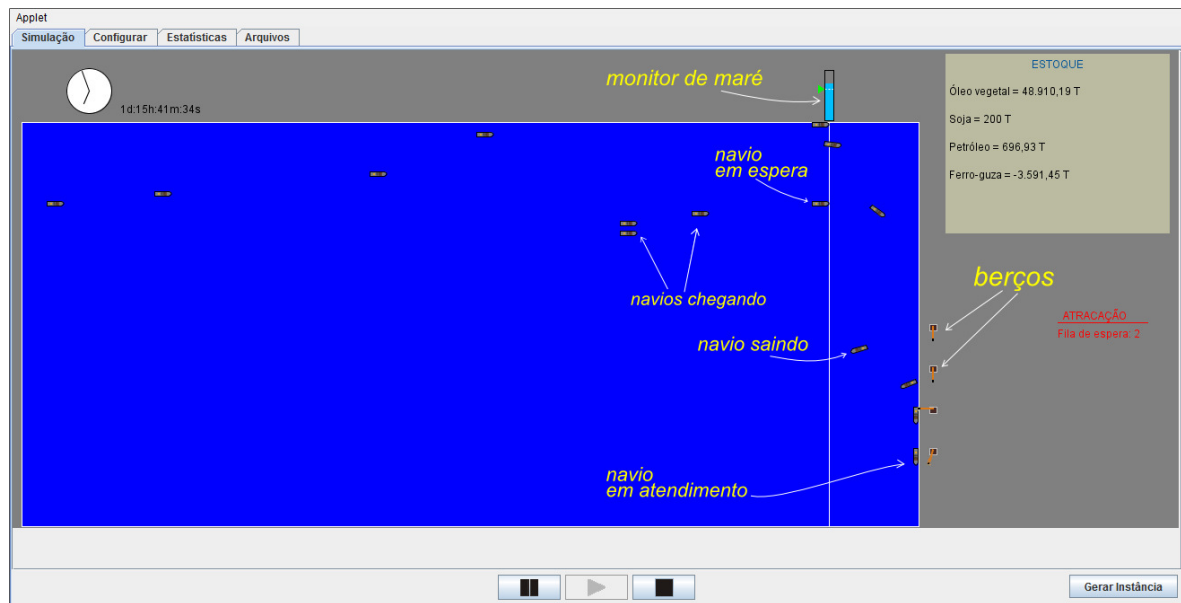 Applet
Simulação Configurar Estatísticas Arquivos
1d:15h:41m:34s
monitor de maré
ESTOQUE
Óleo vegetal = 48.910,19 T
Soja = 200 T
Petróleo = 696,93 T
Ferro-guza = -3.591,45 T
navio
em espera
navios chegando
berços
ATRACAÇÃO
Fila de espera: 2
navio saindo
navio
em atendimento
Gerar Instância